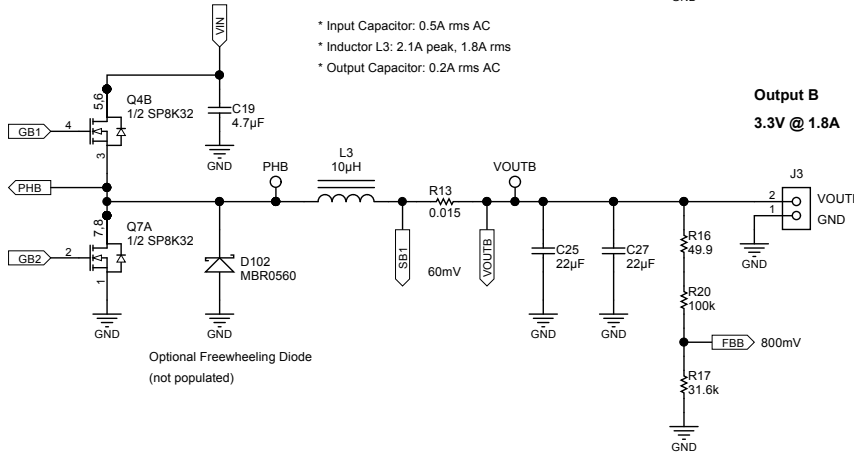 GND
VIN
* Input Capacitor: 0.5A rms AC
* Inductor L3: 2.1A peak, 1.8A rms
* Output Capacitor: 0.2A rms AC
Output B
3.3V @ 1.8A
5,6
Q4B
1/2 SP8K32
GB1
4
3
C19
4.7µF
GND
PHB
PHB
L3
10µH
R13
0.015
VOUTB
J3
2
1
VOUTB
GND
GND
7,8
Q7A
1/2 SP8K32
GB2
2
1
GND
D102
MBR0560
GND
SB1
60mV
VOUTB
C25
22µF
GND
C27
22µF
GND
R16
49.9
R20
100k
FBB
800mV
R17
31.6k
GND
Optional Freewheeling Diode
(not populated)